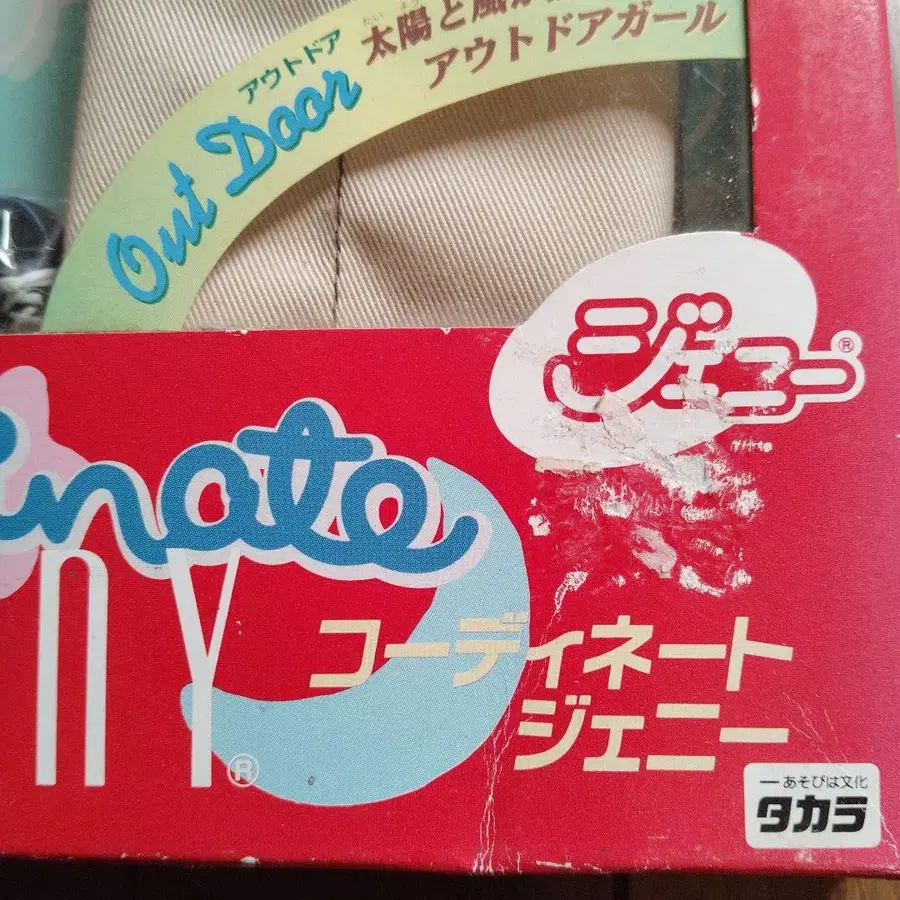 アウトドア
太陽と風が
アウトドアガール
Out Door
ジェニー®
inate
ny®
コーディネート
ジェニー
あそびは文化
タカラ